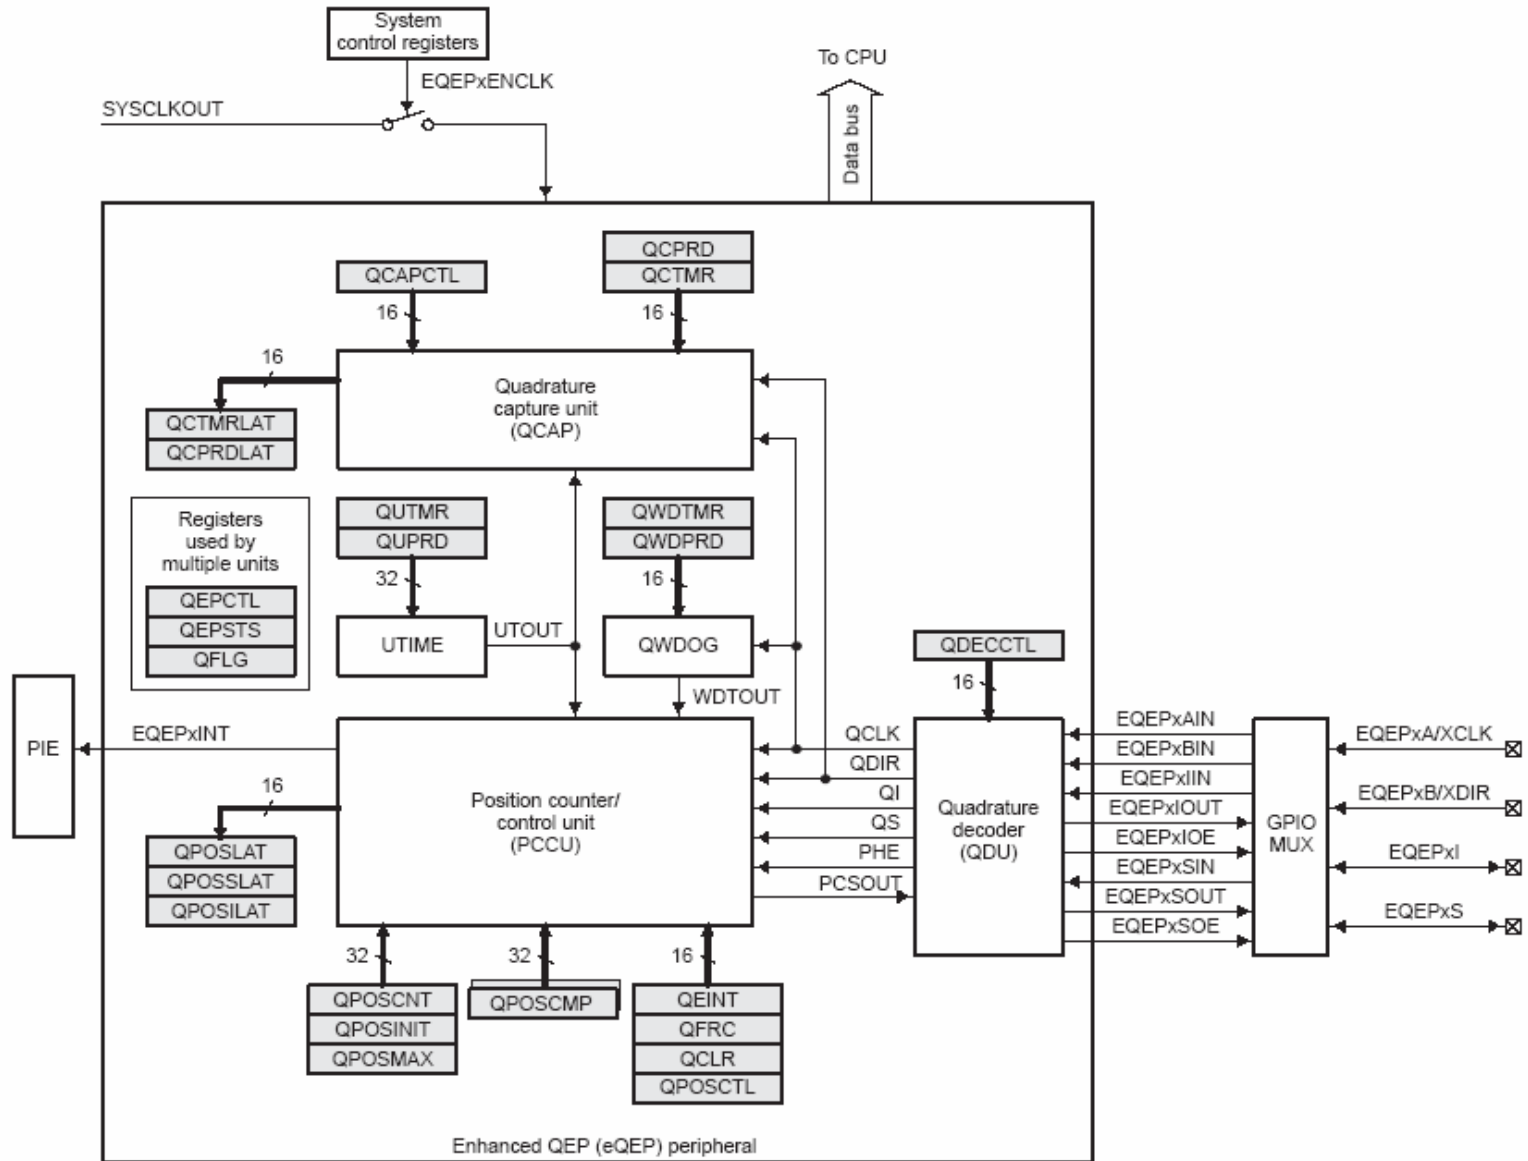 System
control registers
To CPU
EQEPxENCLK
SYSCLKOUT
Data bus
QCPRD
QCAPCTL
QCTMR
16
16
16
Quadrature
capture unit
(QCAP)
QCTMRLAT
QCPRDLAT
Registers
used by
multiple units
QEPCTL
QEPSTS
QFLG
QUTMR
QUPRD
32
UTIME
UTOUT
QWDTMR
QWDPRD
16
QWDOG
WDTOUT
QDECCTL
16
PIE
EQEPxINT
16
Position counter/
control unit
(PCCU)
QCLK
QDIR
QI
QS
PHE
PCSOUT
Quadrature
decoder
(QDU)
EQEPxAIN
EQEPxBIN
EQEPxIIN
EQEPxIOUT
EQEPxIOE
EQEPxSIN
EQEPxSOUT
EQEPxSOE
GPIO
MUX
EQEPxA/XCLK
EQEPxB/XDIR
EQEPxI
EQEPxS
QPOSLAT
QPOSSLAT
QPOSILAT
32
32
16
QPOSCNT
QPOSINIT
QPOSMAX
QPOSCMP
QEINT
QFRC
QCLR
QPOSCTL
Enhanced QEP (eQEP) peripheral